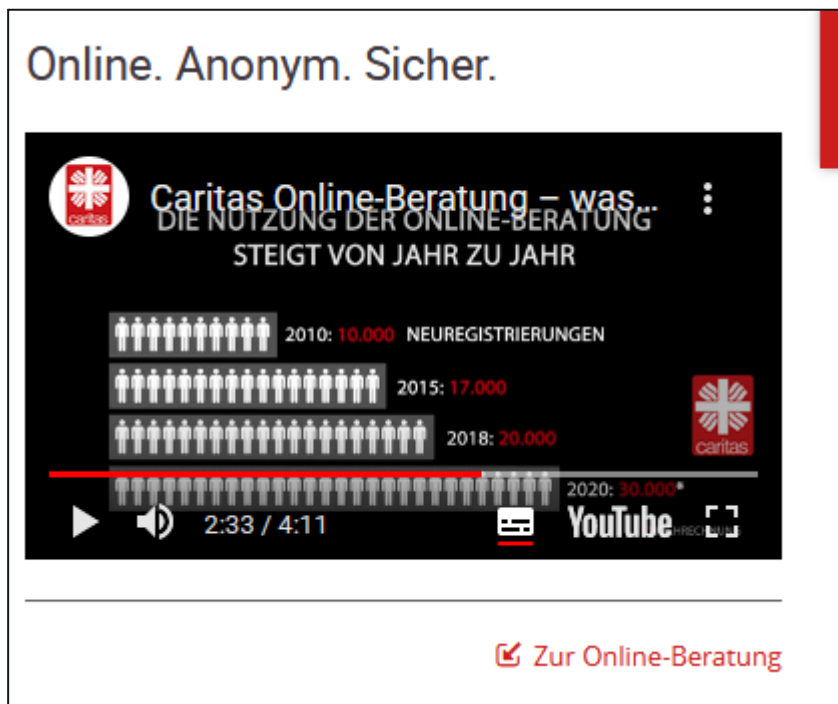 Online. Anonym. Sicher.
caritas
Caritas Online-Beratung – was...
DIE NUTZUNG DER ONLINE-BERATUNG
STEIGT VON JAHR ZU JAHR
2010: 10.000 NEUREGISTRIERUNGEN
2015: 17.000
2018: 20.000
caritas
2020: 30.000*
2:33 / 4:11
YouTube
Zur Online-Beratung